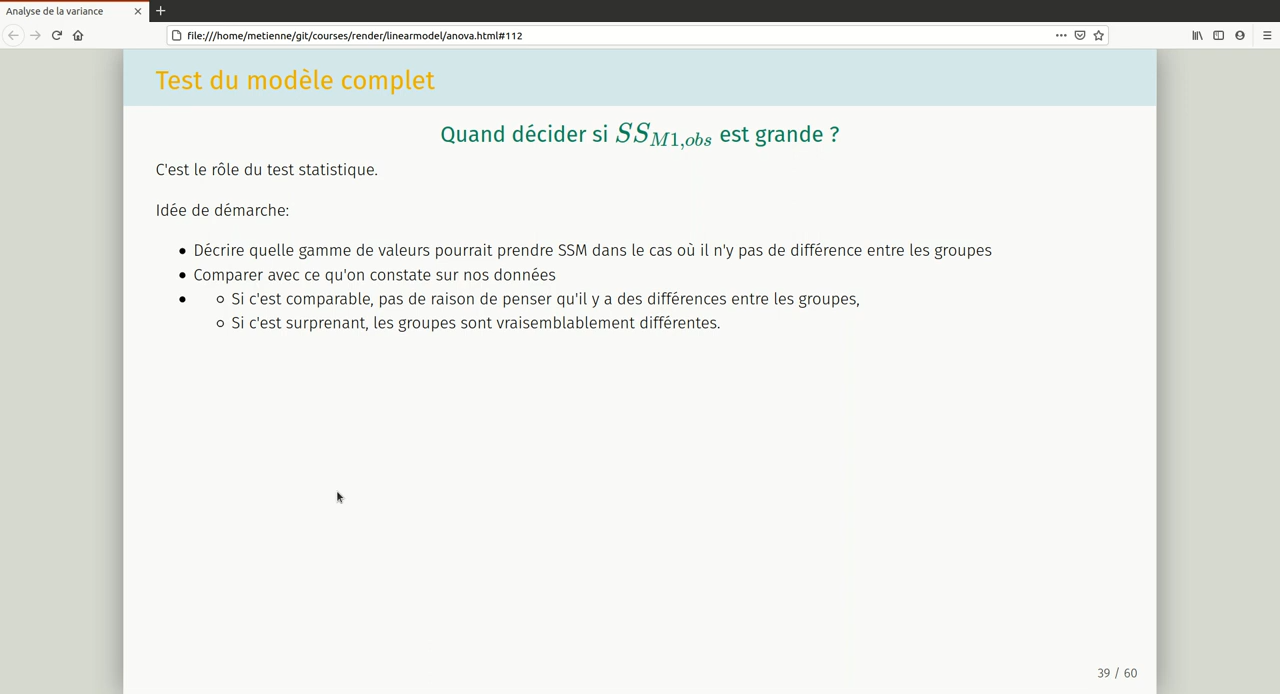 Analyse de la variance
file:///home/metienne/git/courses/render/linearmodel/anova.html#112
Test du modèle complet
Quand décider si SS_{M1,obs} est grande ?
C'est le rôle du test statistique.
Idée de démarche:
• Décrire quelle gamme de valeurs pourrait prendre SSM dans le cas où il n'y pas de différence entre les groupes
• Comparer avec ce qu'on constate sur nos données
• ○ Si c'est comparable, pas de raison de penser qu'il y a des différences entre les groupes,
○ Si c'est surprenant, les groupes sont vraisemblablement différentes.
39 / 60